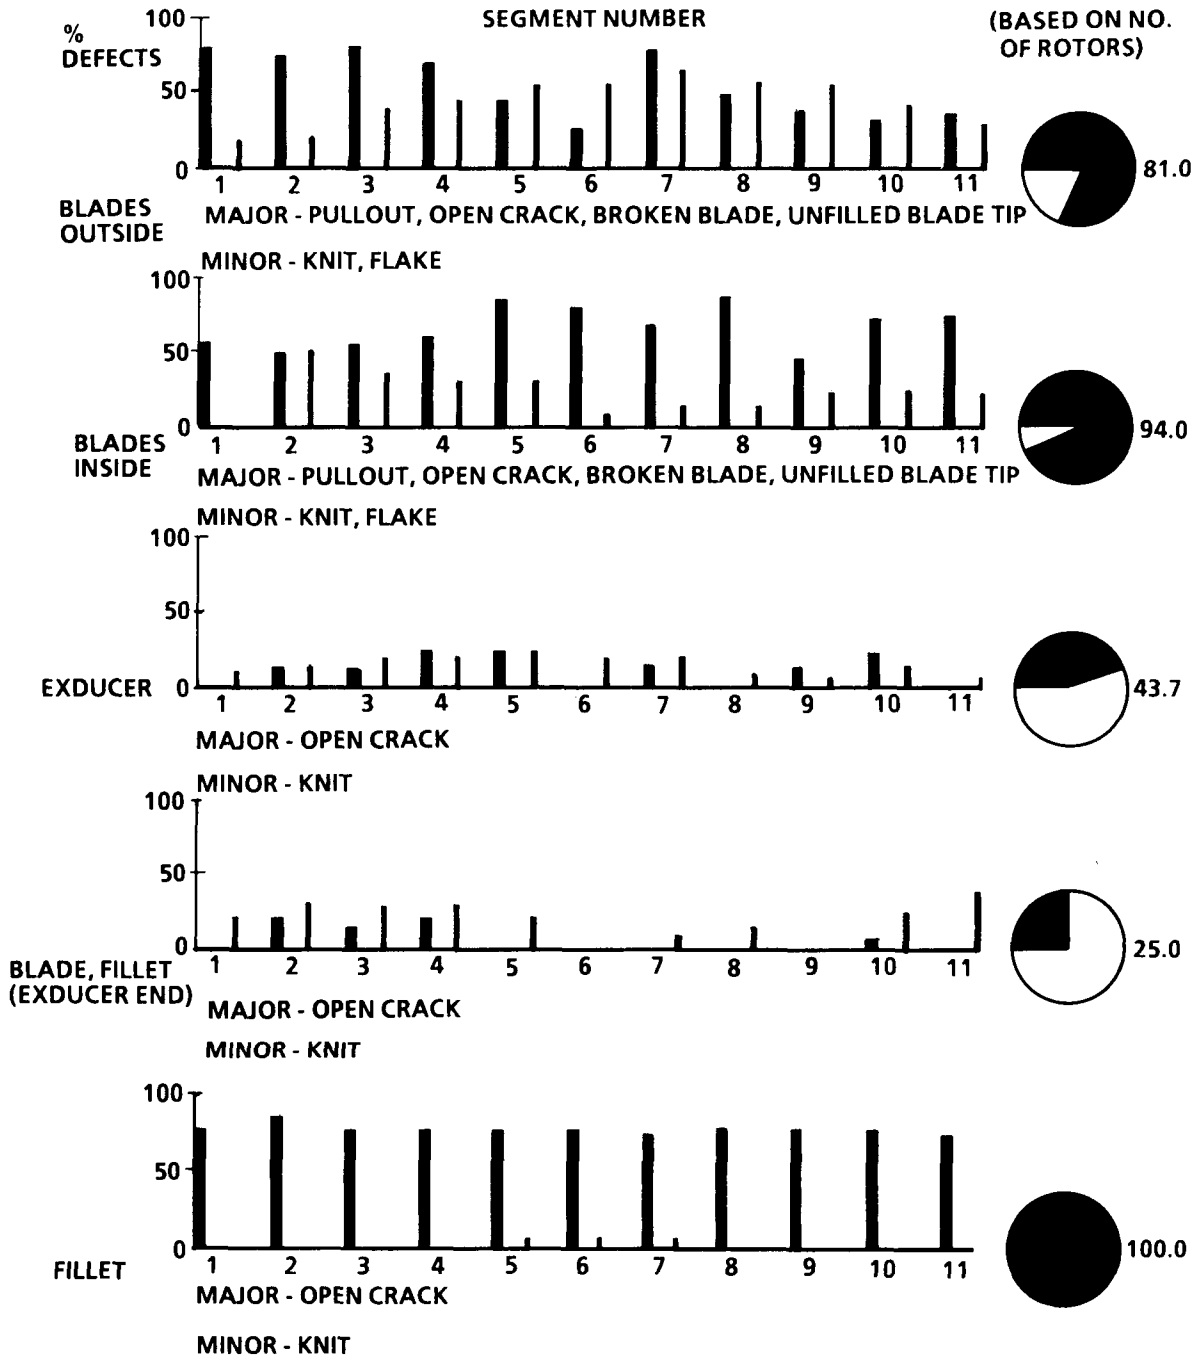 SEGMENT NUMBER
(BASED ON NO.
OF ROTORS)
%
DEFECTS
100
50
0
1 2 3 4 5 6 7 8 9 10 11
81.0
BLADES
OUTSIDE
MAJOR - PULLOUT, OPEN CRACK, BROKEN BLADE, UNFILLED BLADE TIP
MINOR - KNIT, FLAKE
100
50
0
1 2 3 4 5 6 7 8 9 10 11
94.0
BLADES
INSIDE
MAJOR - PULLOUT, OPEN CRACK, BROKEN BLADE, UNFILLED BLADE TIP
MINOR - KNIT, FLAKE
100
50
0
EXDUCER
1 2 3 4 5 6 7 8 9 10 11
43.7
MAJOR - OPEN CRACK
MINOR - KNIT
100
50
0
1 2 3 4 5 6 7 8 9 10 11
25.0
BLADE, FILLET
(EXDUCER END)
MAJOR - OPEN CRACK
MINOR - KNIT
100
50
0
1 2 3 4 5 6 7 8 9 10 11
100.0
FILLET
MAJOR - OPEN CRACK
MINOR - KNIT